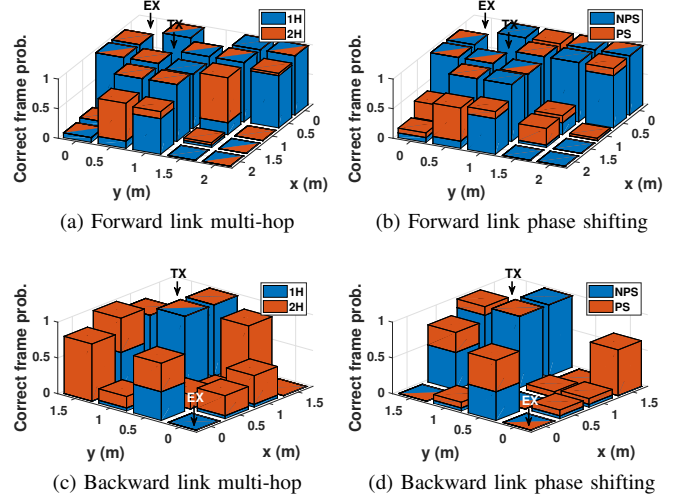 EX
TX
1H
2H
Correct frame prob.
1
0.5
0
0
0.5
1
1.5
2
y (m)
2
1.5
1
0.5
0
x (m)
(a) Forward link multi-hop
EX
TX
NPS
PS
Correct frame prob.
1
0.5
0
0
0.5
1
1.5
2
y (m)
2
1.5
1
0.5
0
x (m)
(b) Forward link phase shifting
TX
1H
2H
Correct frame prob.
1
0.5
0
1.5
1
0.5
0
y (m)
EX
0
0.5
1
1.5
x (m)
(c) Backward link multi-hop
TX
NPS
PS
Correct frame prob.
1
0.5
0
1.5
1
0.5
0
y (m)
EX
0
0.5
1
1.5
x (m)
(d) Backward link phase shifting